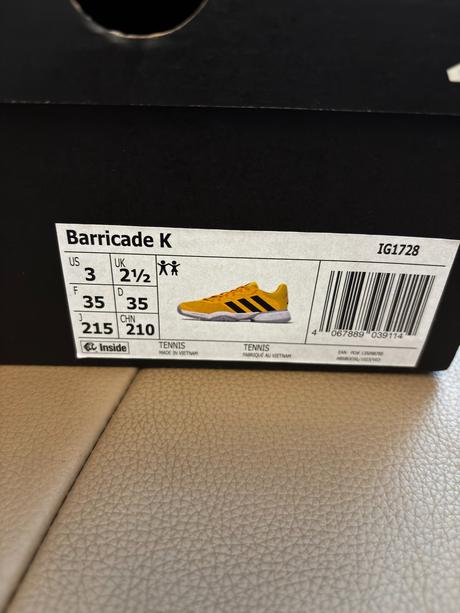 Barricade K
IG1728
US 3 UK 2½
F 35 D 35
J 215 CHN 210
Inside
TENNIS
MADE IN VIETNAM
TENNIS
FABRIQUÉ AU VIETNAM
4 067889 039114